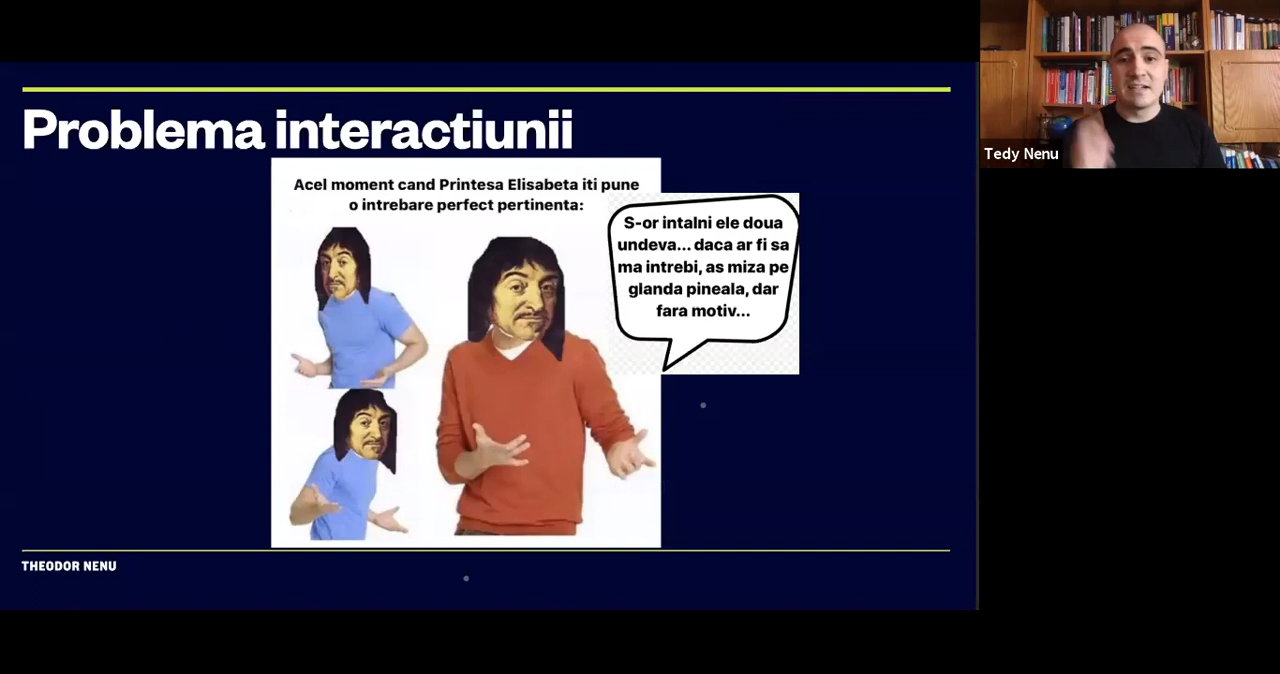 Problema interactiunii
Acel moment cand Printesa Elisabeta iti pune
o intrebare perfect pertinenta:
S-or intalni ele doua
undeva... daca ar fi sa
ma intrebi, as miza pe
glanda pineala, dar
fara motiv...
THEODOR NENU
Tedy Nenu